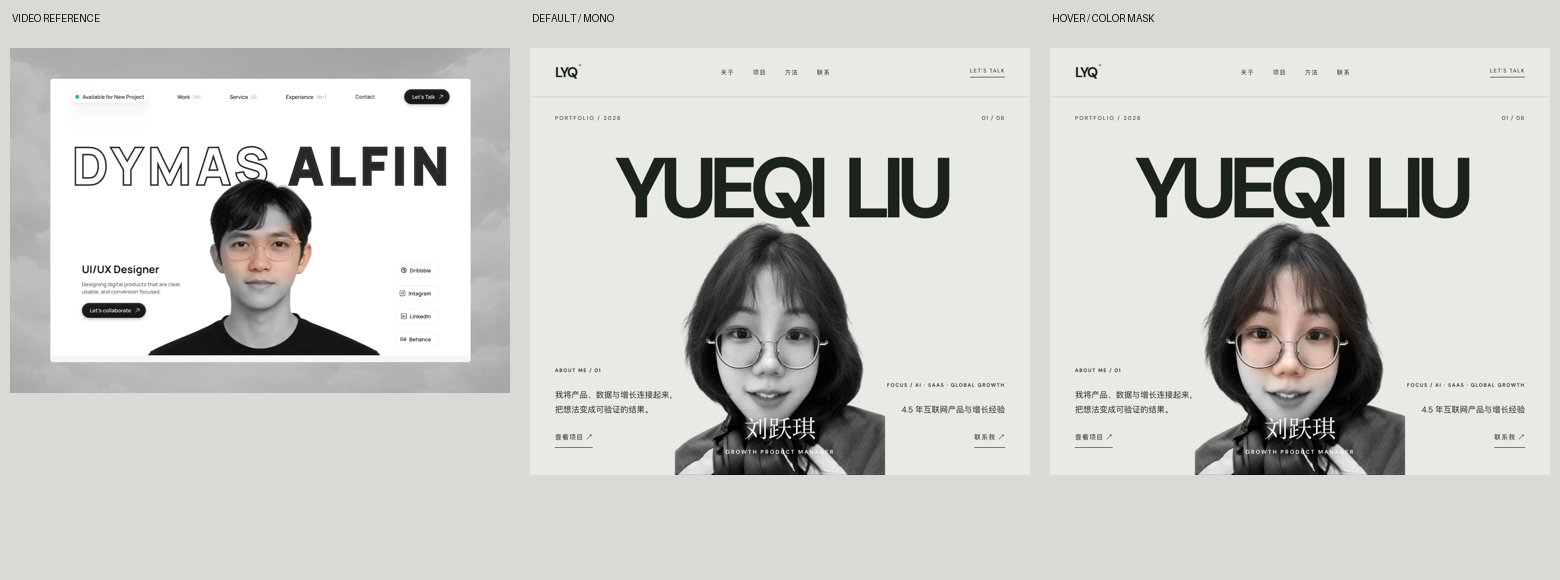 VIDEO REFERENCE
Available for New Project
Work
Service
Experience
Contact
Let's Talk ↗
DYMAS ALFIN
UI/UX Designer
Designing digital products that are clear,
usable, and conversion focused.
Let's collaborate ↗
Dribbble
intagram
LinkedIn
Behance
DEFAULT / MONO
LYQ
关于
项目
方法
联系
LET'S TALK
PORTFOLIO / 2026
01 / 06
YUEQI LIU
ABOUT ME / 01
我将产品、数据与增长连接起来，
把想法变成可验证的结果。
查看项目 ↗
刘跃琪
GROWTH PRODUCT MANAGER
FOCUS / AI · SAAS · GLOBAL GROWTH
4.5 年互联网产品与增长经验
联系我 ↗
HOVER / COLOR MASK
LYQ
关于
项目
方法
联系
LET'S TALK
PORTFOLIO / 2026
01 / 06
YUEQI LIU
ABOUT ME / 01
我将产品、数据与增长连接起来，
把想法变成可验证的结果。
查看项目 ↗
刘跃琪
GROWTH PRODUCT MANAGER
FOCUS / AI · SAAS · GLOBAL GROWTH
4.5 年互联网产品与增长经验
联系我 ↗